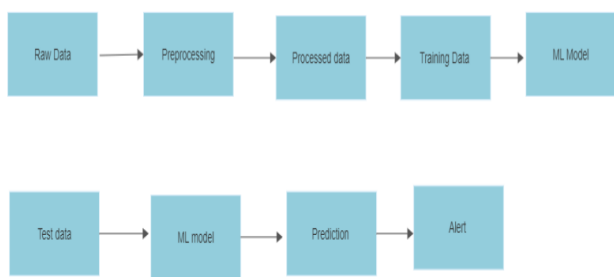 Raw Data
Preprocessing
Processed data
Training Data
ML Model
Test data
ML model
Prediction
Alert